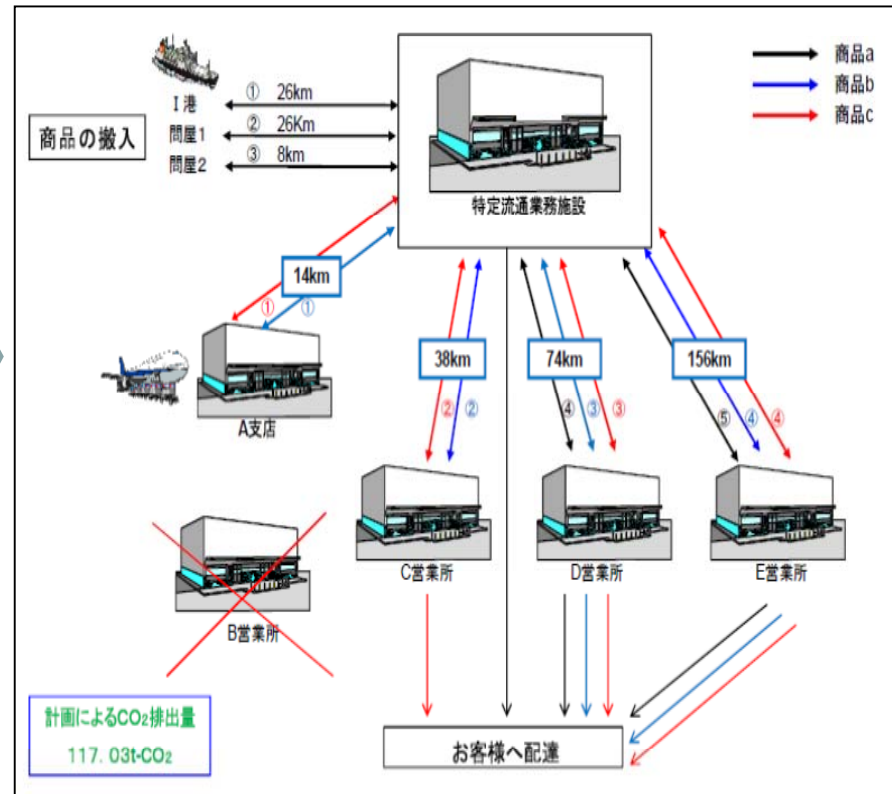 商品a
商品b
商品c
I港
① 26km
問屋1
② 26Km
問屋2
③ 8km
商品の搬入
特定流通業務施設
14km
① ①
A支店
38km
② ②
74km
④ ③ ③
156km
⑤ ④ ④
B営業所
C営業所
D営業所
E営業所
計画によるCO₂排出量
117.03t-CO₂
お客様へ配達